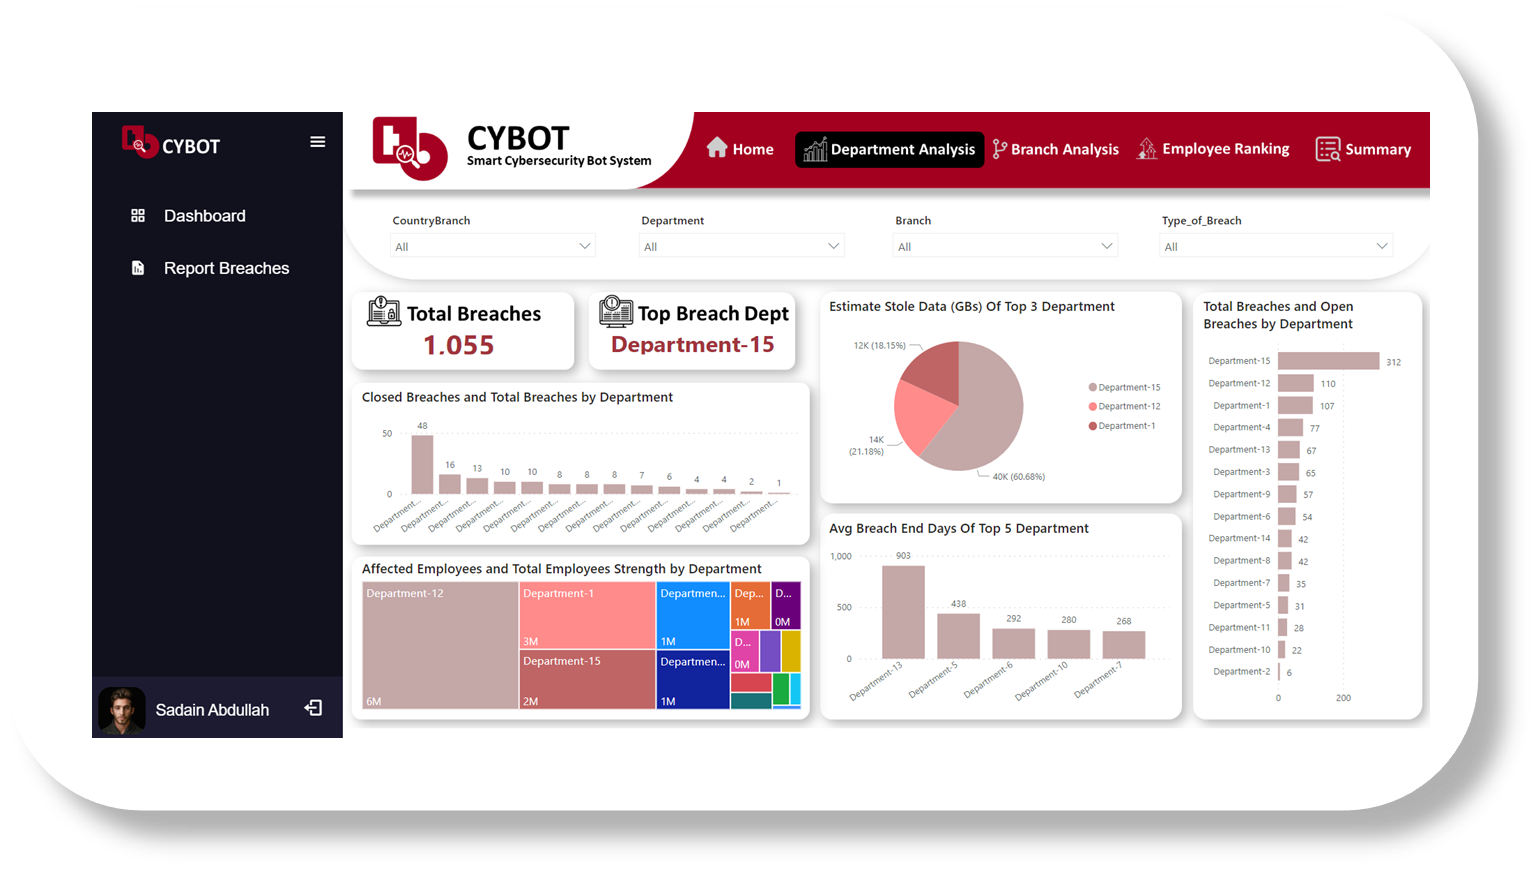 CYBOT
Dashboard
Report Breaches
Sadain Abdullah
CYBOT
Smart Cybersecurity Bot System
Home
Department Analysis
Branch Analysis
Employee Ranking
Summary
CountryBranch
All
Department
All
Branch
All
Type_of_Breach
All
Total Breaches
1,055
Top Breach Dept
Department-15
Closed Breaches and Total Breaches by Department
50
0
48
16
13
10
10
8
8
8
7
6
4
4
2
1
Department...
Department...
Department...
Department...
Department...
Department...
Department...
Department...
Department...
Department...
Department...
Department...
Department...
Department...
Affected Employees and Total Employees Strength by Department
Department-12
6M
Department-1
3M
Department-15
2M
Departmen...
1M
Departmen...
1M
Dep...
1M
D...
0M
D...
0M
Estimate Stole Data (GBs) Of Top 3 Department
12K (18.15%)
14K
(21.18%)
40K (60.68%)
Department-15
Department-12
Department-1
Avg Breach End Days Of Top 5 Department
1,000
500
0
903
438
292
280
268
Department-13
Department-5
Department-6
Department-10
Department-7
Total Breaches and Open
Breaches by Department
Department-15 312
Department-12 110
Department-1 107
Department-4 77
Department-13 67
Department-3 65
Department-9 57
Department-6 54
Department-14 42
Department-8 42
Department-7 35
Department-5 31
Department-11 28
Department-10 22
Department-2 6
0 200